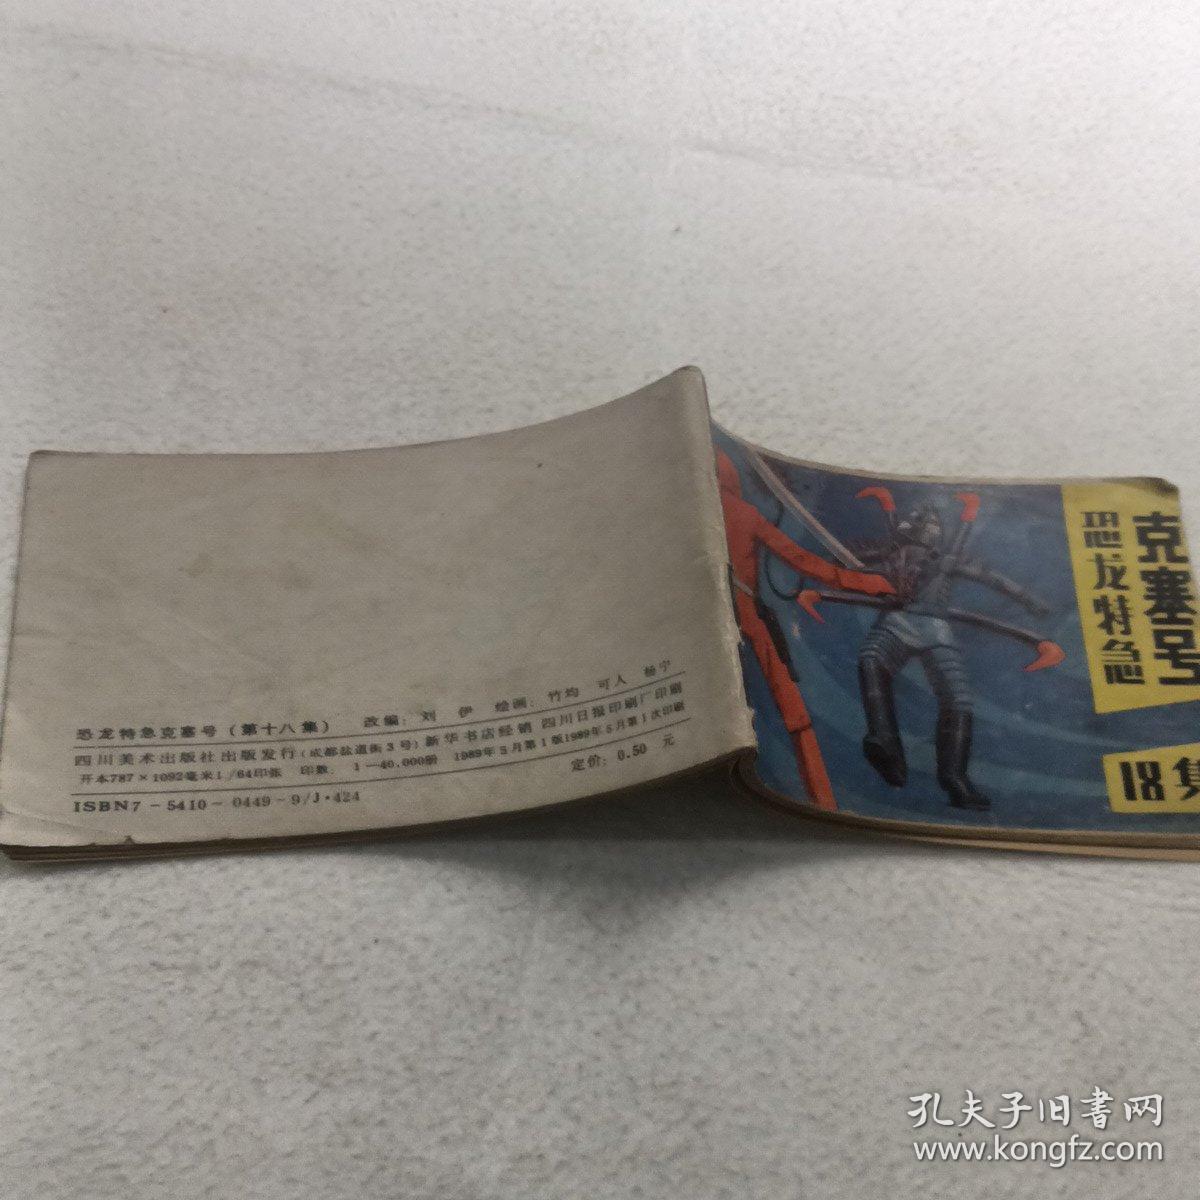 恐龙特急克塞号（第十八集） 改编：刘 伊 绘画：竹均 可人 杨宁
四川美术出版社出版发行（成都盐道街3号）新华书店经销 四川日报印刷厂印刷
开本787×1092毫米1/64印张 印数：1—40,000册 1989年5月第1版1989年5月第1次印刷
定价：0.50 元
ISBN7-5410-0449-9/J·424
恐龙特急
克塞号
18集
孔夫子旧書网
www.kongfz.com